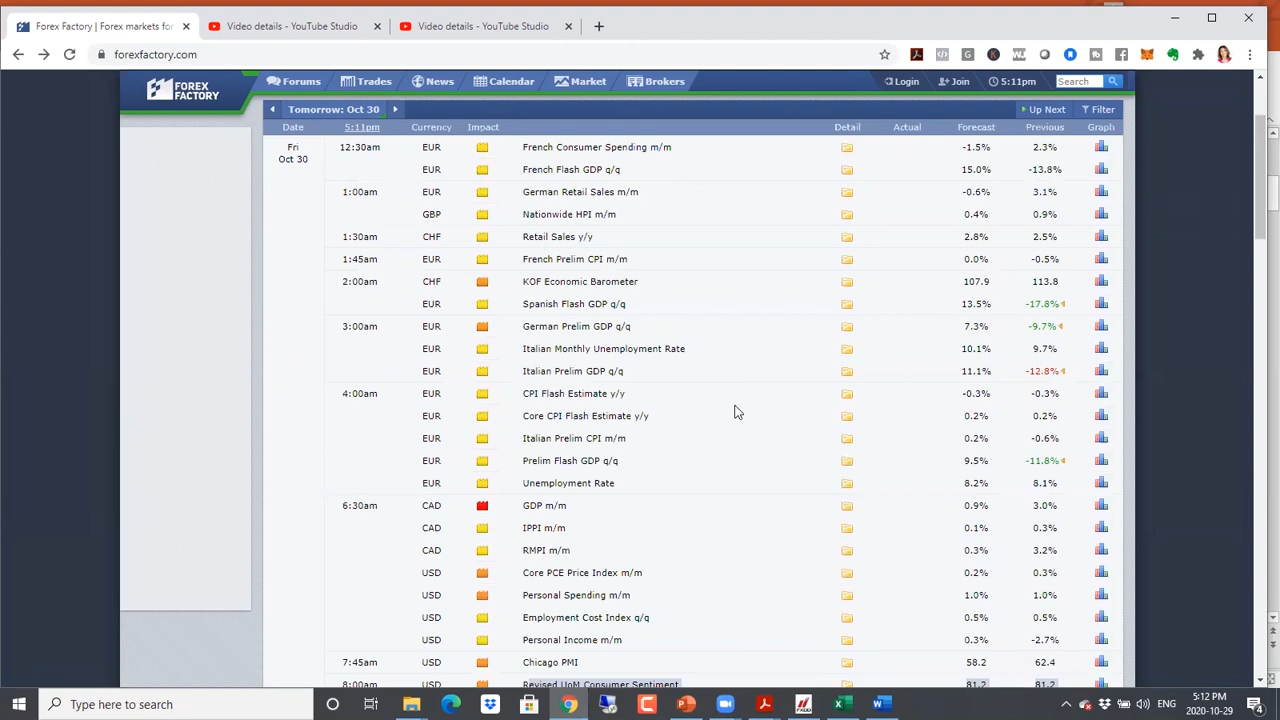 Forex Factory | Forex markets for
Video details - YouTube Studio
Video details - YouTube Studio
forexfactory.com
FOREX FACTORY
Forums Trades News Calendar Market Brokers Login Join 5:11pm Search
Tomorrow: Oct 30 Up Next Filter
Date 5:11pm Currency Impact Detail Actual Forecast Previous Graph
Fri Oct 30 12:30am EUR French Consumer Spending m/m -1.5% 2.3%
EUR French Flash GDP q/q 15.0% -13.8%
1:00am EUR German Retail Sales m/m -0.6% 3.1%
GBP Nationwide HPI m/m 0.4% 0.9%
1:30am CHF Retail Sales y/y 2.8% 2.5%
1:45am EUR French Prelim CPI m/m 0.0% -0.5%
2:00am CHF KOF Economic Barometer 107.9 113.8
EUR Spanish Flash GDP q/q 13.5% -17.8%
3:00am EUR German Prelim GDP q/q 7.3% -9.7%
EUR Italian Monthly Unemployment Rate 10.1% 9.7%
EUR Italian Prelim GDP q/q 11.1% -12.8%
4:00am EUR CPI Flash Estimate y/y -0.3% -0.3%
EUR Core CPI Flash Estimate y/y 0.2% 0.2%
EUR Italian Prelim CPI m/m 0.2% -0.6%
EUR Prelim Flash GDP q/q 9.5% -11.8%
EUR Unemployment Rate 8.2% 8.1%
6:30am CAD GDP m/m 0.9% 3.0%
CAD IPPI m/m 0.1% 0.3%
CAD RMPI m/m 0.3% 3.2%
USD Core PCE Price Index m/m 0.2% 0.3%
USD Personal Spending m/m 1.0% 1.0%
USD Employment Cost Index q/q 0.5% 0.5%
USD Personal Income m/m 0.3% -2.7%
7:45am USD Chicago PMI 58.2 62.4
8:00am USD Revised UoM Consumer Sentiment 81.2 81.2
Type here to search
5:12 PM
2020-10-29